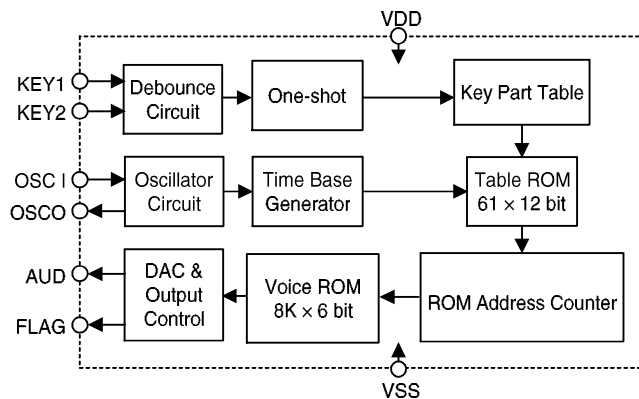 VDD
KEY1
KEY2
Debounce
Circuit
One-shot
Key Part Table
OSC I
OSCO
Oscillator
Circuit
Time Base
Generator
Table ROM
61 × 12 bit
AUD
FLAG
DAC &
Output
Control
Voice ROM
8K × 6 bit
ROM Address Counter
VSS